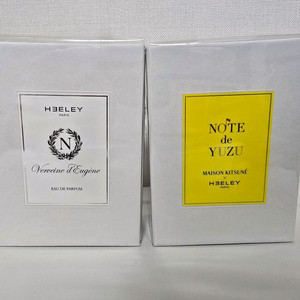 HEELEY
PARIS
N
Verveine d'Eugène
EAU DE PARFUM
NOTE
de
YUZU
MAISON KITSUNÉ
x
HEELEY
PARIS